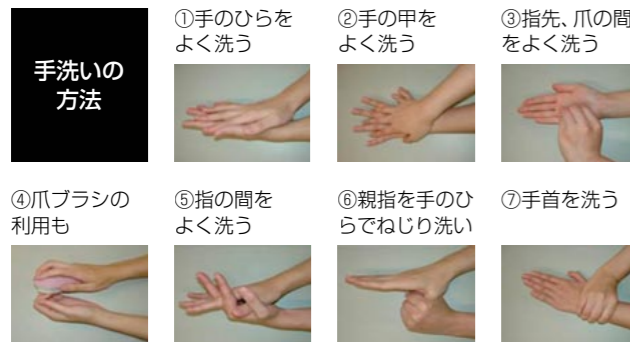 手洗いの
方法
①手のひらを
よく洗う
②手の甲を
よく洗う
③指先、爪の間
をよく洗う
④爪ブラシの
利用も
⑤指の間を
よく洗う
⑥親指を手のひ
らでねじり洗い
⑦手首を洗う